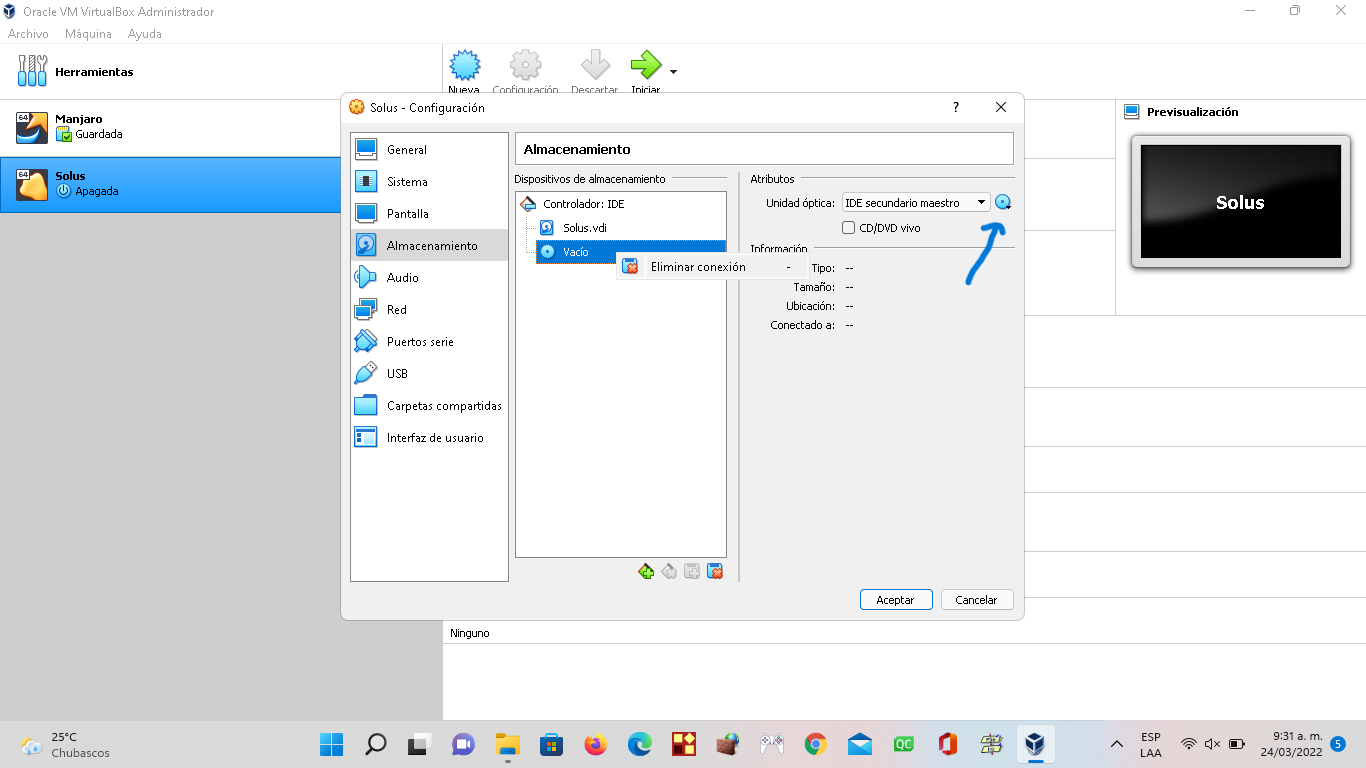 Oracle VM VirtualBox Administrador
Archivo Máquina Ayuda
Herramientas
Nueva Configuración Descartar Iniciar
64
Manjaro
Guardada
64
Solus
Apagada
Previsualización
Solus
Solus - Configuración
?
General
Sistema
Pantalla
Almacenamiento
Audio
Red
Puertos serie
USB
Carpetas compartidas
Interfaz de usuario
Almacenamiento
Dispositivos de almacenamiento
Controlador: IDE
Solus.vdi
Vacío
Eliminar conexión -
Atributos
Unidad óptica: IDE secundario maestro
CD/DVD vivo
Información
Tipo: --
Tamaño: --
Ubicación: --
Conectado a: --
Aceptar Cancelar
Ninguno
25°C
Chubascos
QC
ESP
LAA
9:31 a. m.
24/03/2022
5